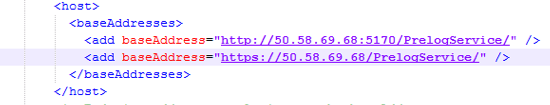 <host>
<baseAddresses>
<add baseAddress="http://50.58.69.68:5170/PrelogService/" />
<add baseAddress="https://50.58.69.68/PrelogService/" />
</baseAddresses>
</host>